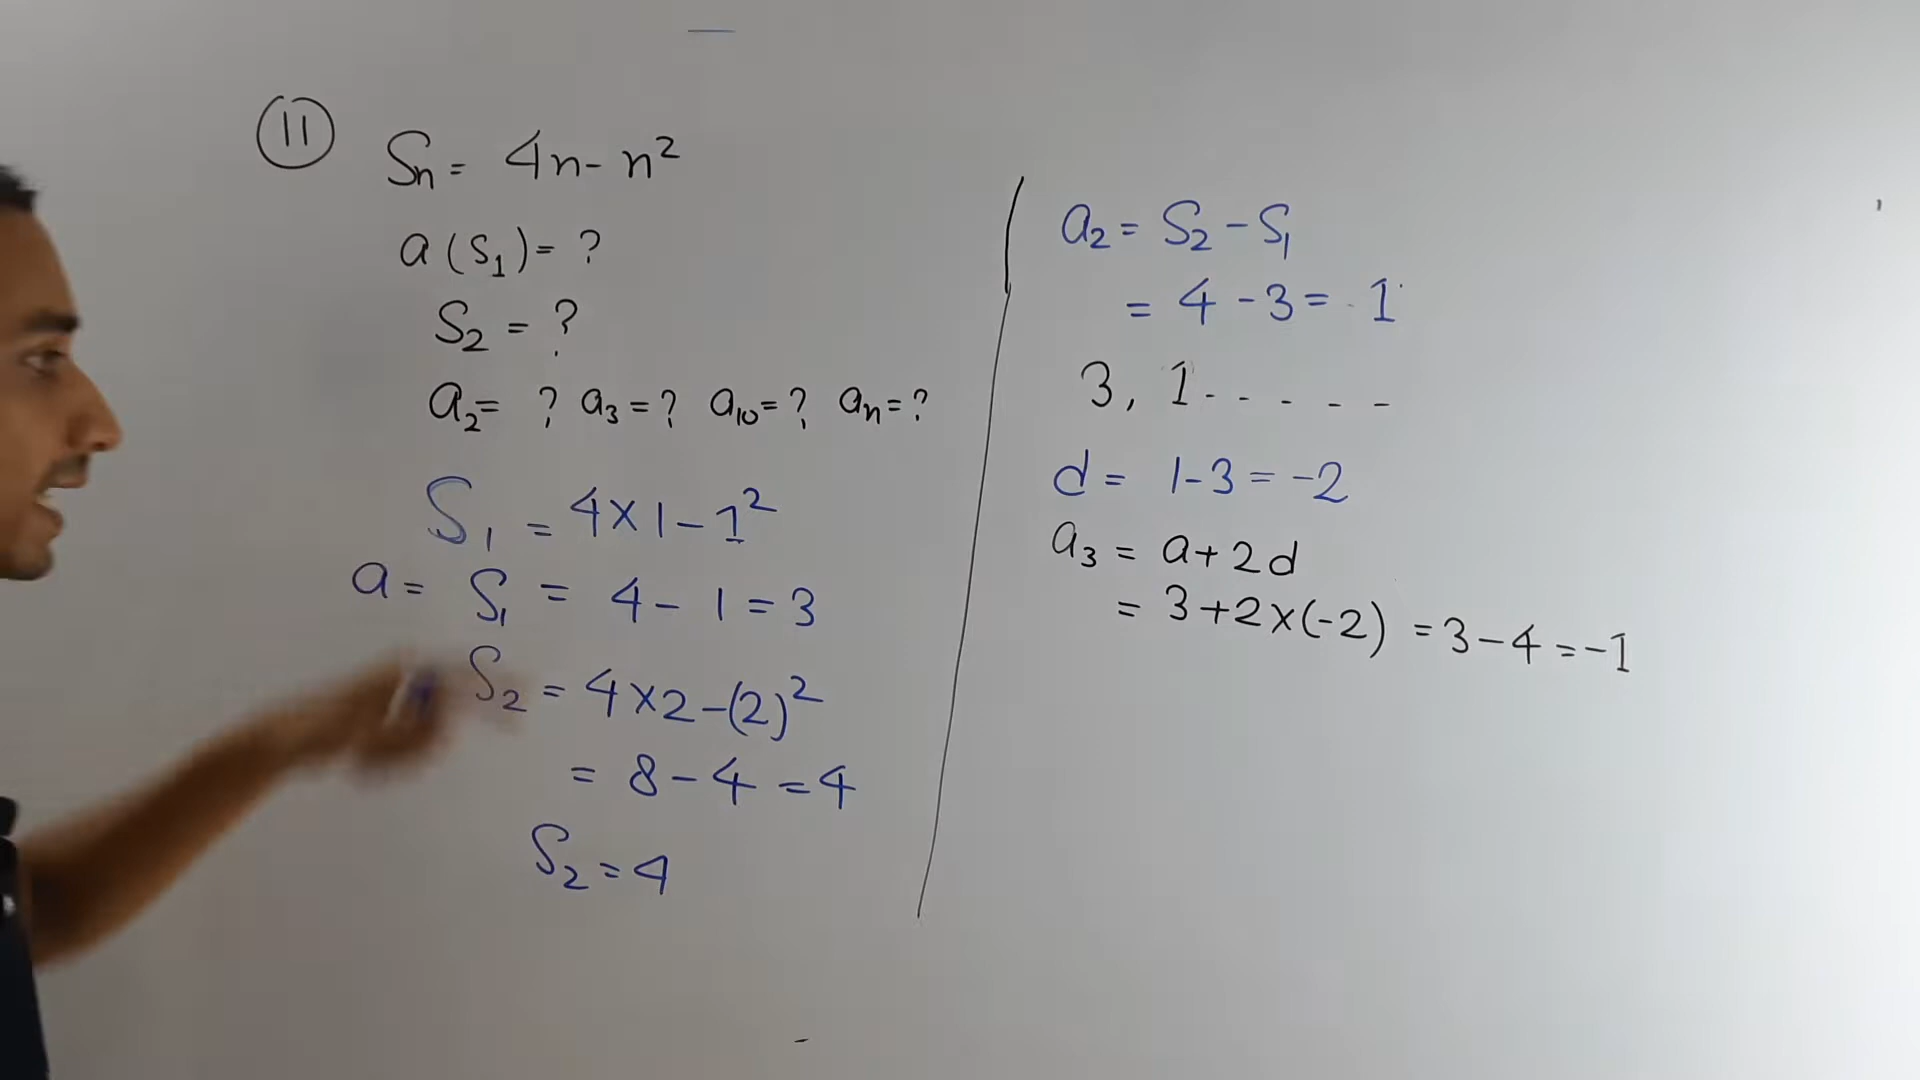 11
Sn = 4n - n²
a (S₁) = ?
S₂ = ?
a₂ = ? a₃ = ? a₁₀ = ? aₙ = ?
S₁ = 4×1-1²
a = S₁ = 4 - 1 = 3
S₂ = 4×2-(2)²
= 8 - 4 = 4
S₂ = 4
a₂ = S₂ - S₁
= 4 - 3 = 1
3, 1 - - - - -
d = 1-3 = -2
a₃ = a+2d
= 3+2×(-2) = 3-4 = -1